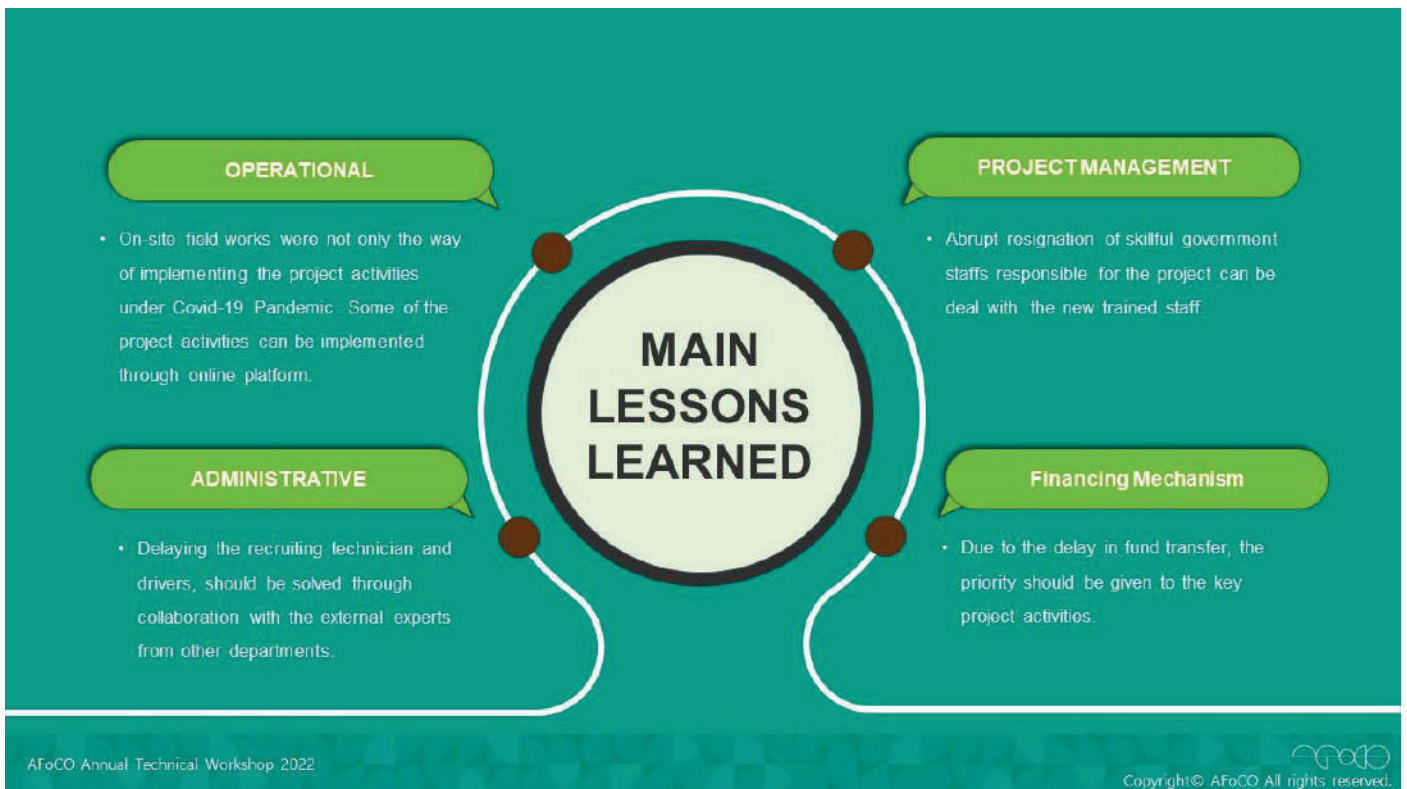 OPERATIONAL
• On-site field works were not only the way
of implementing the project activities
under Covid-19 Pandemic. Some of the
project activities can be implemented
through online platform.
ADMINISTRATIVE
• Delaying the recruiting technician and
drivers, should be solved through
collaboration with the external experts
from other departments.
MAIN
LESSONS
LEARNED
PROJECT MANAGEMENT
• Abrupt resignation of skillful government
staffs responsible for the project can be
deal with the new trained staff.
Financing Mechanism
• Due to the delay in fund transfer, the
priority should be given to the key
project activities.
AFoCO Annual Technical Workshop 2022
AFoCO
Copyright© AFoCO All rights reserved.